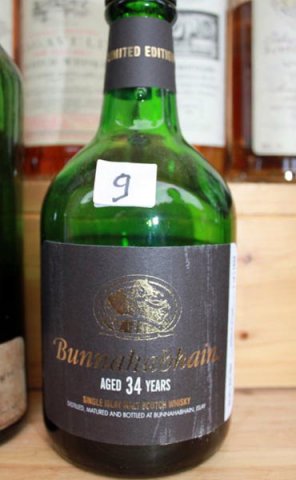 LIMITED EDITION
9
Bunnahabhain
AGED 34 YEARS
SINGLE ISLAY MALT SCOTCH WHISKY
DISTILLED, MATURED AND BOTTLED AT BUNNAHABHAIN, ISLAY